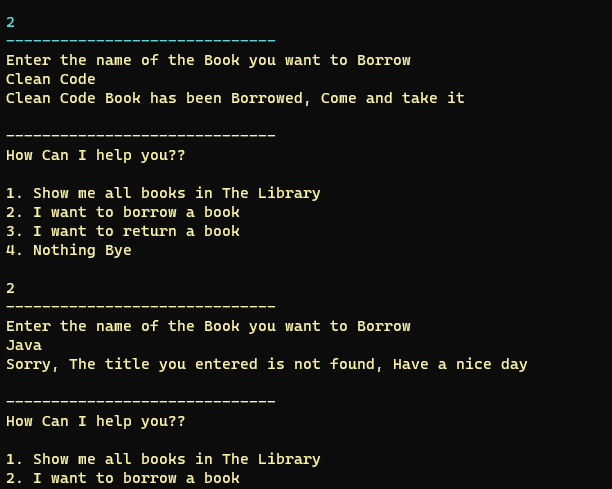 2
------------------------------
Enter the name of the Book you want to Borrow
Clean Code
Clean Code Book has been Borrowed, Come and take it
------------------------------
How Can I help you??
1. Show me all books in The Library
2. I want to borrow a book
3. I want to return a book
4. Nothing Bye
2
------------------------------
Enter the name of the Book you want to Borrow
Java
Sorry, The title you entered is not found, Have a nice day
------------------------------
How Can I help you??
1. Show me all books in The Library
2. I want to borrow a book